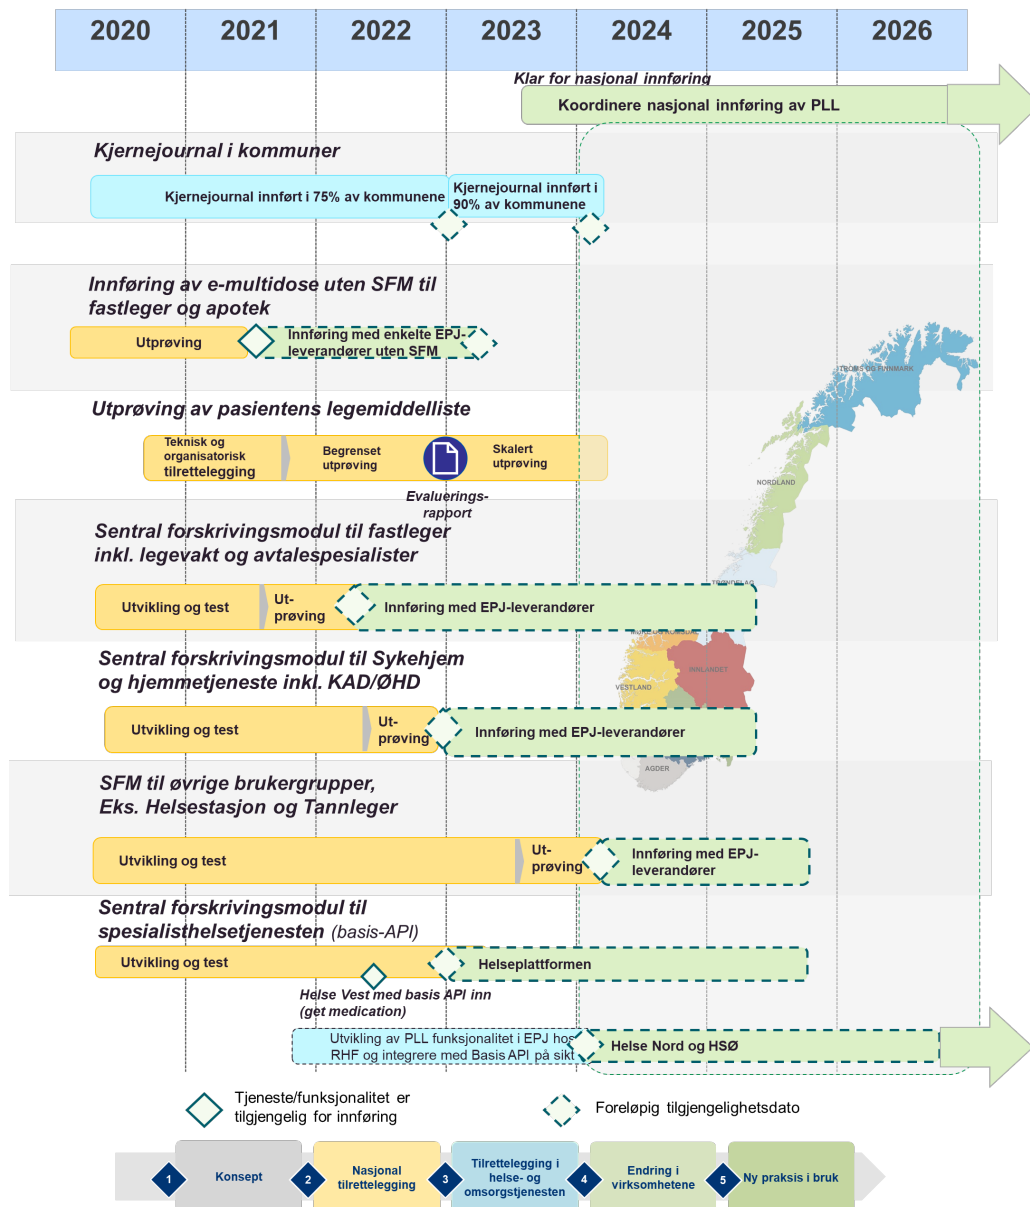 2020 2021 2022 2023 2024 2025 2026
Klar for nasjonal innføring
Koordinere nasjonal innføring av PLL
Kjernejournal i kommuner
Kjernejournal innført i 75% av kommunene
Kjernejournal innført i
90% av kommunene
Innføring av e-multidose uten SFM til
fastleger og apotek
Utprøving
Innføring med enkelte EPJ-
leverandører uten SFM
TROMS OG FINNMARK
Utprøving av pasientens legemiddelliste
Teknisk og
organisatorisk
tilrettelegging
Begrenset
utprøving
Skalert
utprøving
Evaluerings-
rapport
NORDLAND
Sentral forskrivingsmodul til fastleger
inkl. legevakt og avtalespesialister
TRØNDELAG
Utvikling og test
Ut-
prøving
Innføring med EPJ-leverandører
MØRE OG ROMSDAL
INNLANDET
VESTLAND
Sentral forskrivingsmodul til Sykehjem
og hjemmetjeneste inkl. KAD/ØHD
Utvikling og test
Ut-
prøving
Innføring med EPJ-leverandører
AGDER
SFM til øvrige brukergrupper,
Eks. Helsestasjon og Tannleger
Utvikling og test
Ut-
prøving
Innføring med EPJ-
leverandører
Sentral forskrivingsmodul til
spesialisthelsetjenesten (basis-API)
Utvikling og test
Helseplattformen
Helse Vest med basis API inn
(get medication)
Utvikling av PLL funksjonalitet i EPJ hos
RHF og integrere med Basis API på sikt
Helse Nord og HSØ
Tjeneste/funksjonalitet er
tilgjengelig for innføring
Foreløpig tilgjengelighetsdato
1
Konsept
2
Nasjonal
tilrettelegging
3
Tilrettelegging i
helse- og
omsorgstjenesten
4
Endring i
virksomhetene
5
Ny praksis i bruk